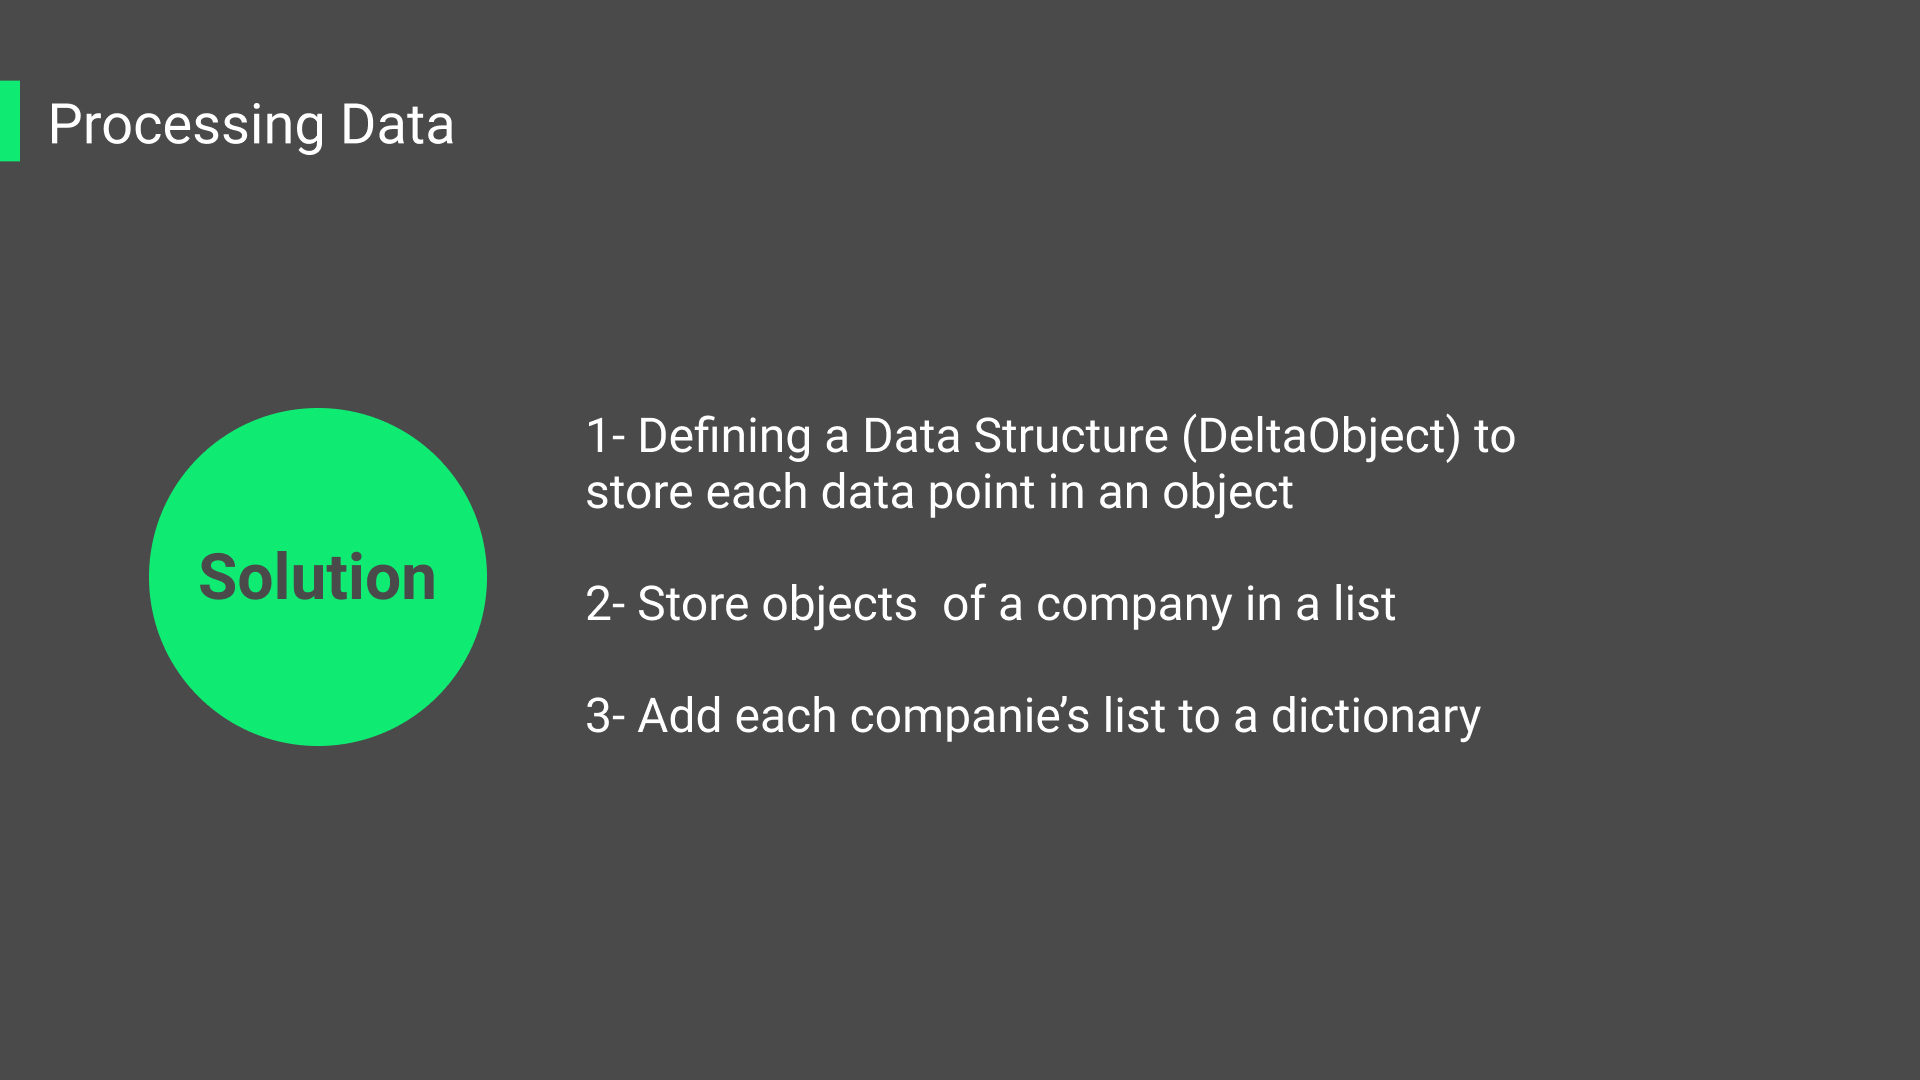 Processing Data
Solution
1- Defining a Data Structure (DeltaObject) to
store each data point in an object
2- Store objects  of a company in a list
3- Add each companie’s list to a dictionary